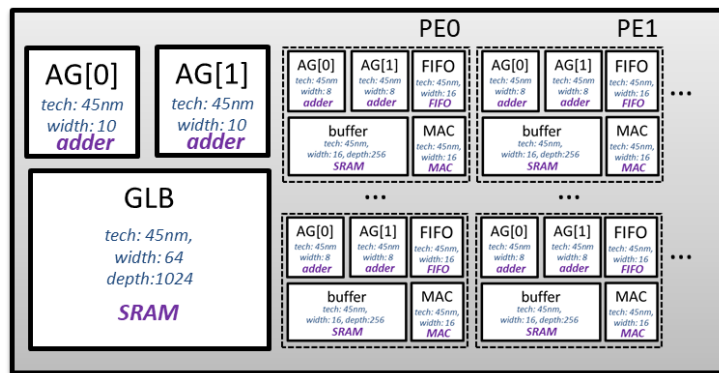 PE0
PE1
AG[0]
tech: 45nm
width: 10
adder
AG[1]
tech: 45nm
width: 10
adder
GLB
tech: 45nm,
width: 64
depth:1024
SRAM
AG[0]
tech: 45nm
width: 8
adder
AG[1]
tech: 45nm
width: 8
adder
FIFO
tech: 45nm,
width: 16
FIFO
buffer
tech: 45nm,
width:16, depth:256
SRAM
MAC
tech: 45nm,
width: 16
MAC
AG[0]
tech: 45nm
width: 8
adder
AG[1]
tech: 45nm
width: 8
adder
FIFO
tech: 45nm,
width: 16
FIFO
buffer
tech: 45nm,
width:16, depth:256
SRAM
MAC
tech: 45nm,
width: 16
MAC
...
...
...
AG[0]
tech: 45nm
width: 8
adder
AG[1]
tech: 45nm
width: 8
adder
FIFO
tech: 45nm,
width: 16
FIFO
buffer
tech: 45nm,
width: 16, depth:256
SRAM
MAC
tech: 45nm,
width: 16
MAC
AG[0]
tech: 45nm
width: 8
adder
AG[1]
tech: 45nm
width: 8
adder
FIFO
tech: 45nm,
width: 16
FIFO
buffer
tech: 45nm,
width:16, depth:256
SRAM
MAC
tech: 45nm,
width: 16
MAC
...